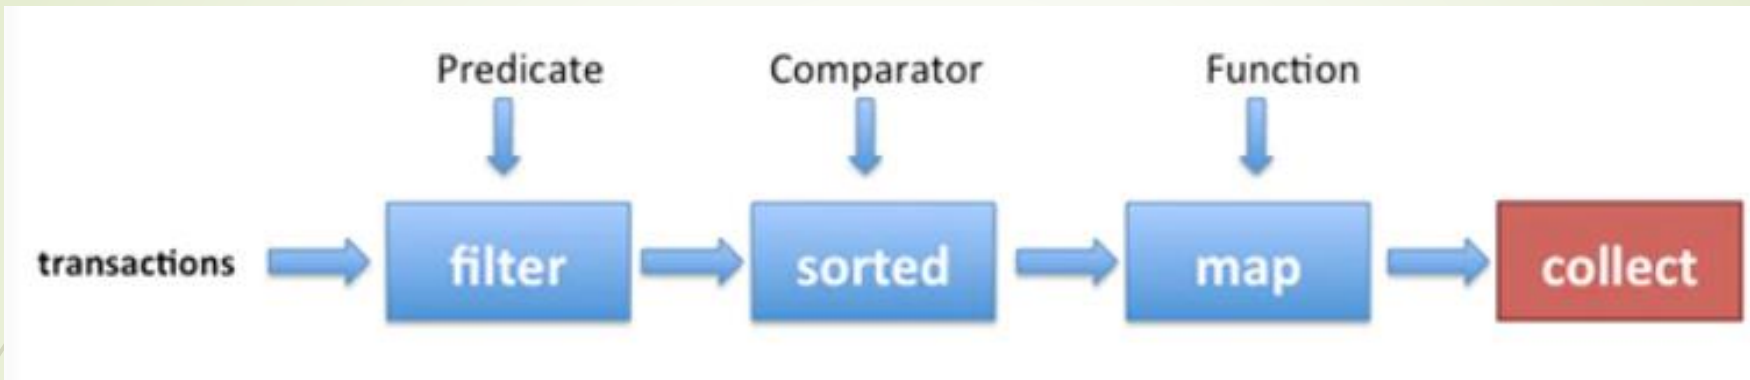 Predicate Comparator Function
transactions filter sorted map collect